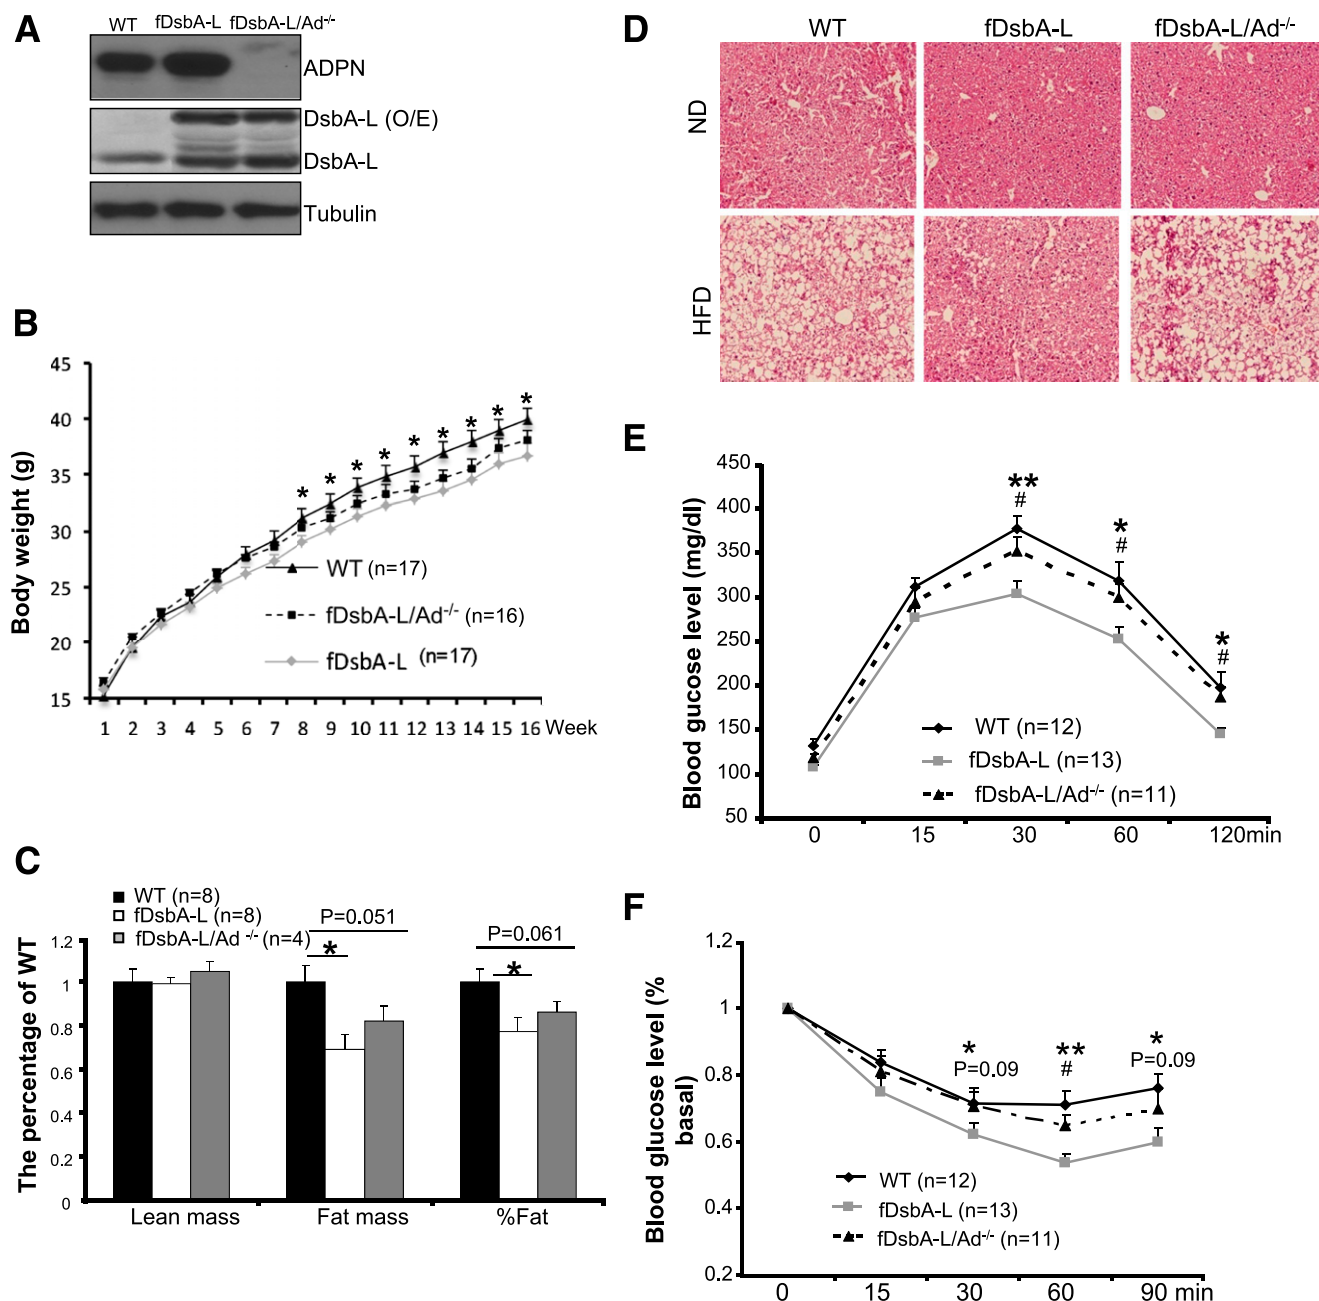 A
WT fDsbA-L fDsbA-L/Ad-/-
ADPN
DsbA-L (O/E)
DsbA-L
Tubulin
B
Body weight (g)
45
40
35
30
25
20
15
* * * * * * * * *
WT (n=17)
fDsbA-L/Ad-/- (n=16)
fDsbA-L (n=17)
1 2 3 4 5 6 7 8 9 10 11 12 13 14 15 16 Week
C
The percentage of WT
WT (n=8)
fDsbA-L (n=8)
fDsbA-L/Ad -/- (n=4)
1.2
1
0.8
0.6
0.4
0.2
0
P=0.051
*
P=0.061
*
Lean mass Fat mass %Fat
D
WT fDsbA-L fDsbA-L/Ad-/-
ND
HFD
E
Blood gucose level (mg/dl)
450
400
350
300
250
200
150
100
50
**
#
*
#
*
#
WT (n=12)
fDsbA-L (n=13)
fDsbA-L/Ad-/- (n=11)
0 15 30 60 120min
F
Blood glucose level (%
basal)
1.2
1
0.8
0.6
0.4
0.2
*
P=0.09
**
#
*
P=0.09
WT (n=12)
fDsbA-L (n=13)
fDsbA-L/Ad-/- (n=11)
0 15 30 60 90 min